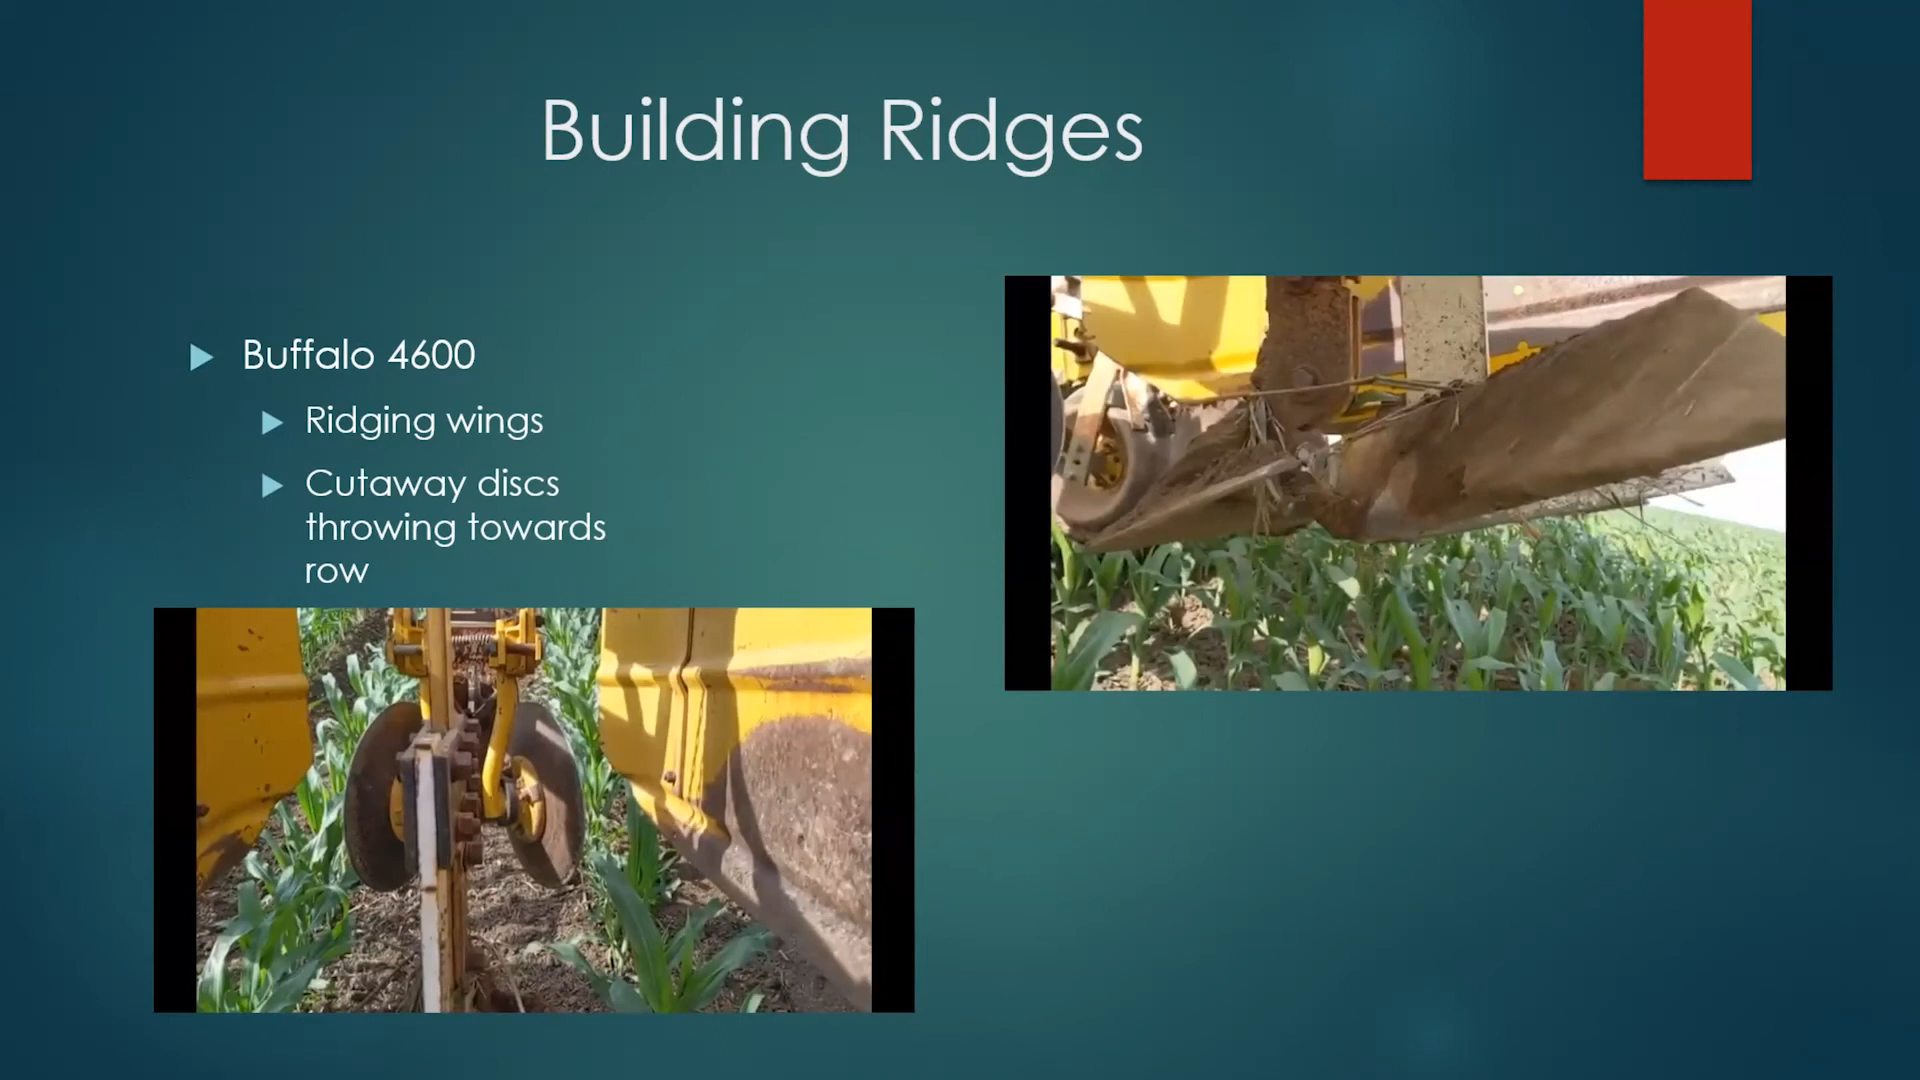 Building Ridges
Buffalo 4600
Ridging wings
Cutaway discs
throwing towards
row